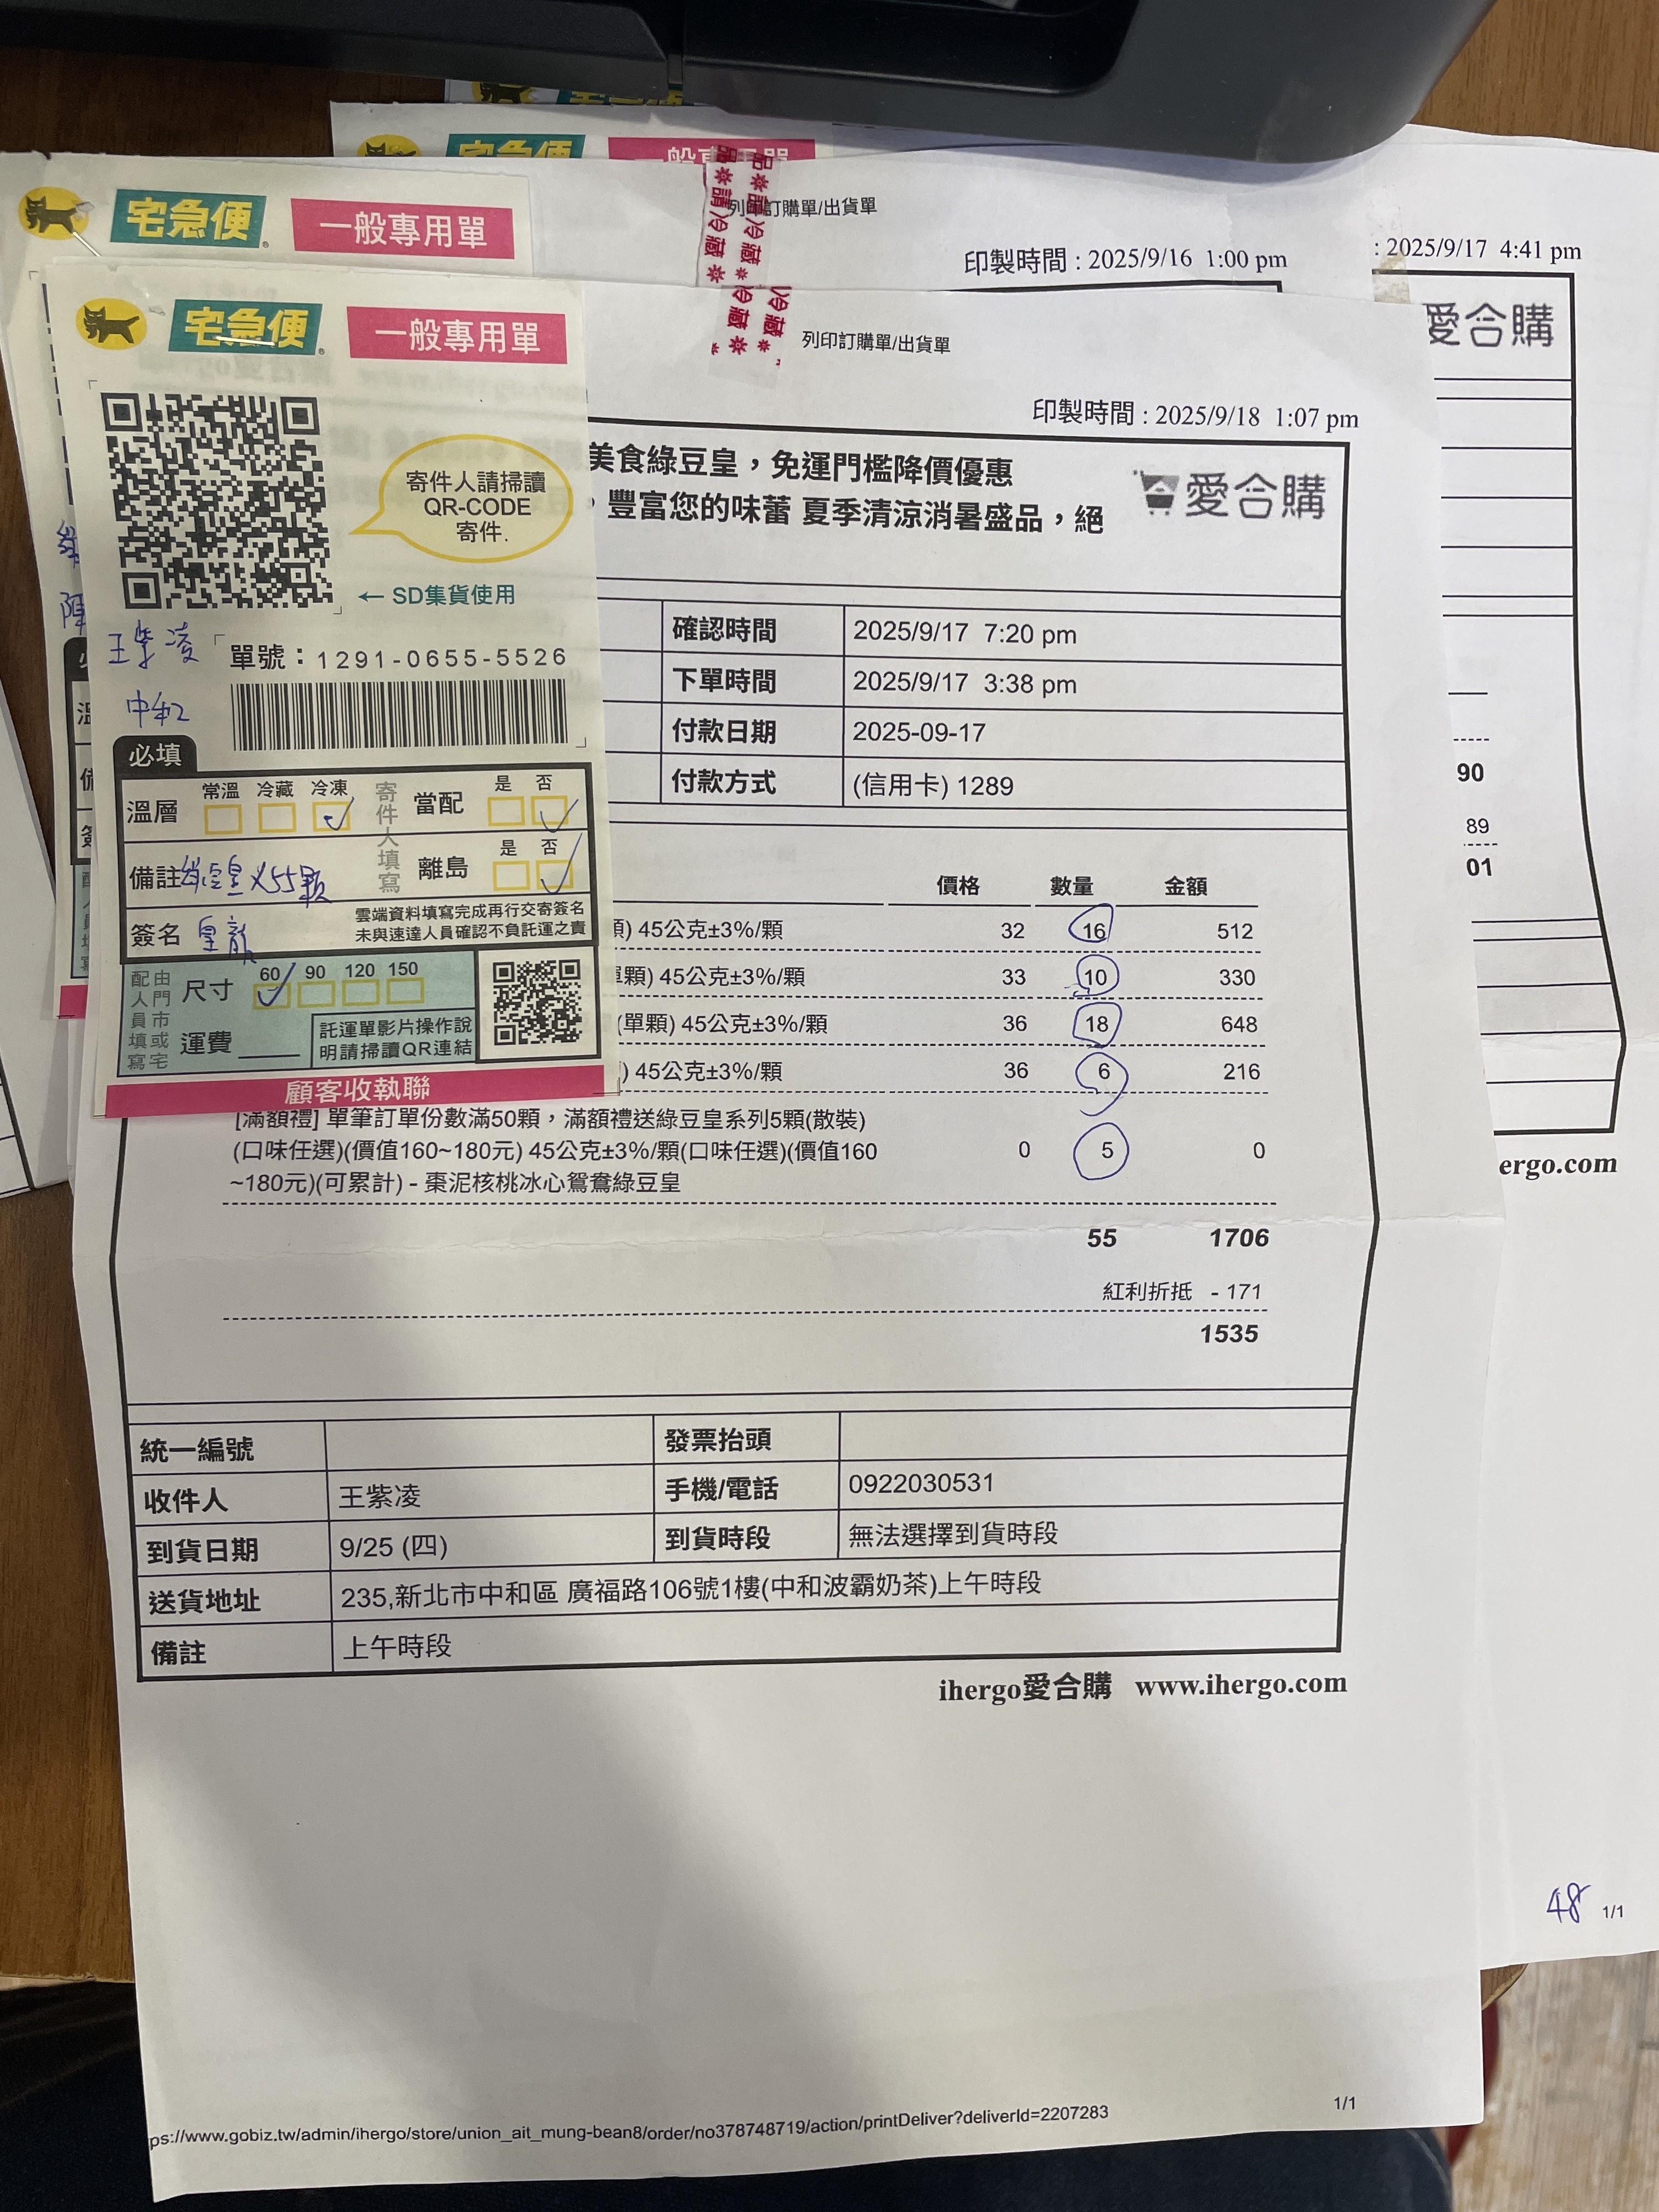 宅急便
一般專用單
宅急便
一般專用單
列印訂購單/出貨單
印製時間 : 2025/9/16 1:00 pm
: 2025/9/17 4:41 pm
愛合購
宅急便
一般專用單
寄件人請掃讀
QR-CODE
寄件.
← SD集貨使用
王紫凌
中和
單號：1291-0655-5526
必填
溫層
常溫 冷藏 冷凍
寄件人填寫
當配
是 否
備註 綠豆皇x55顆
離島
是 否
簽名 皇龍
雲端資料填寫完成再行交寄簽名
未與速達人員確認不負託運之責
配由
人門
員市
填或
寫宅
尺寸
60 90 120 150
運費
託運單影片操作說
明請掃讀QR連結
顧客收執聯
列印訂購單/出貨單
印製時間 : 2025/9/18 1:07 pm
美食綠豆皇，免運門檻降價優惠
，豐富您的味蕾 夏季清涼消暑盛品，絕
愛合購
確認時間 2025/9/17 7:20 pm
下單時間 2025/9/17 3:38 pm
付款日期 2025-09-17
付款方式 (信用卡) 1289
價格 數量 金額
顆) 45公克±3%/顆 32 16 512
單顆) 45公克±3%/顆 33 10 330
(單顆) 45公克±3%/顆 36 18 648
) 45公克±3%/顆 36 6 216
[滿額禮] 單筆訂單份數滿50顆，滿額禮送綠豆皇系列5顆(散裝)
(口味任選)(價值160~180元) 45公克±3%/顆(口味任選)(價值160 0 5 0
~180元)(可累計) - 棗泥核桃冰心鴛鴦綠豆皇
55 1706
紅利折抵 - 171
1535
統一編號 發票抬頭
收件人 王紫凌 手機/電話 0922030531
到貨日期 9/25 (四) 到貨時段 無法選擇到貨時段
送貨地址 235,新北市中和區 廣福路106號1樓(中和波霸奶茶)上午時段
備註 上午時段
ihergo愛合購 www.ihergo.com
90
89
01
ergo.com
48 1/1
1/1
ps://www.gobiz.tw/admin/ihergo/store/union_ait_mung-bean8/order/no378748719/action/printDeliver?deliverId=2207283